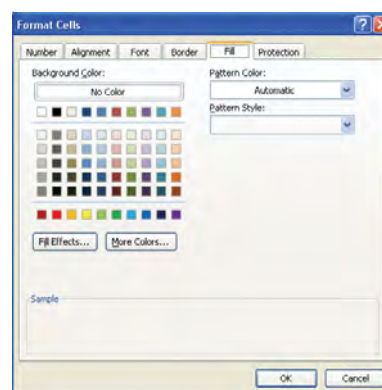 Format Cells
Number Alignment Font Border Fill Protection
Background Color:
No Color
Pattern Color:
Automatic
Pattern Style:
Fill Effects...
More Colors...
Sample
OK
Cancel